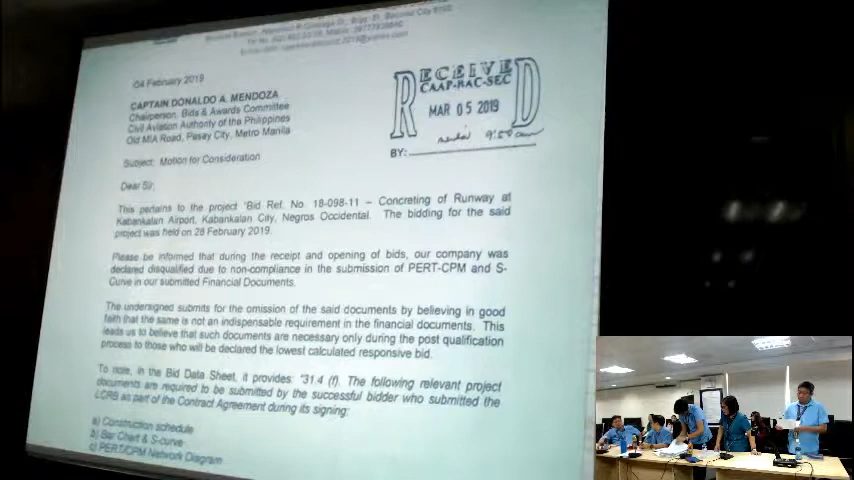 04 February 2019
RECEIVED
CAAP-BAC-SEC
MAR 05 2019
BY:
CAPTAIN DONALDO A. MENDOZA
Chairperson, Bids & Awards Committee
Civil Aviation Authority of the Philippines
Old MIA Road, Pasay City, Metro Manila
Subject: Motion for Consideration
Dear Sir,
This pertains to the project 'Bid Ref. No. 18-098-11 – Concreting of Runway at
Kabankalan Airport, Kabankalan City, Negros Occidental. The bidding for the said
project was held on 28 February 2019.
Please be informed that during the receipt and opening of bids, our company was
declared disqualified due to non-compliance in the submission of PERT-CPM and S-
Curve in our submitted Financial Documents.
The undersigned submits for the omission of the said documents by believing in good
faith that the same is not an indispensable requirement in the financial documents. This
leads us to believe that such documents are necessary only during the post qualification
process to those who will be declared the lowest calculated responsive bid.
To note, in the Bid Data Sheet, it provides: "31.4 (f). The following relevant project
documents are required to be submitted by the successful bidder who submitted the
LCRB as part of the Contract Agreement during its signing:
a) Construction schedule
b) Bar Chart & S-curve
c) PERT/CPM Network Diagram